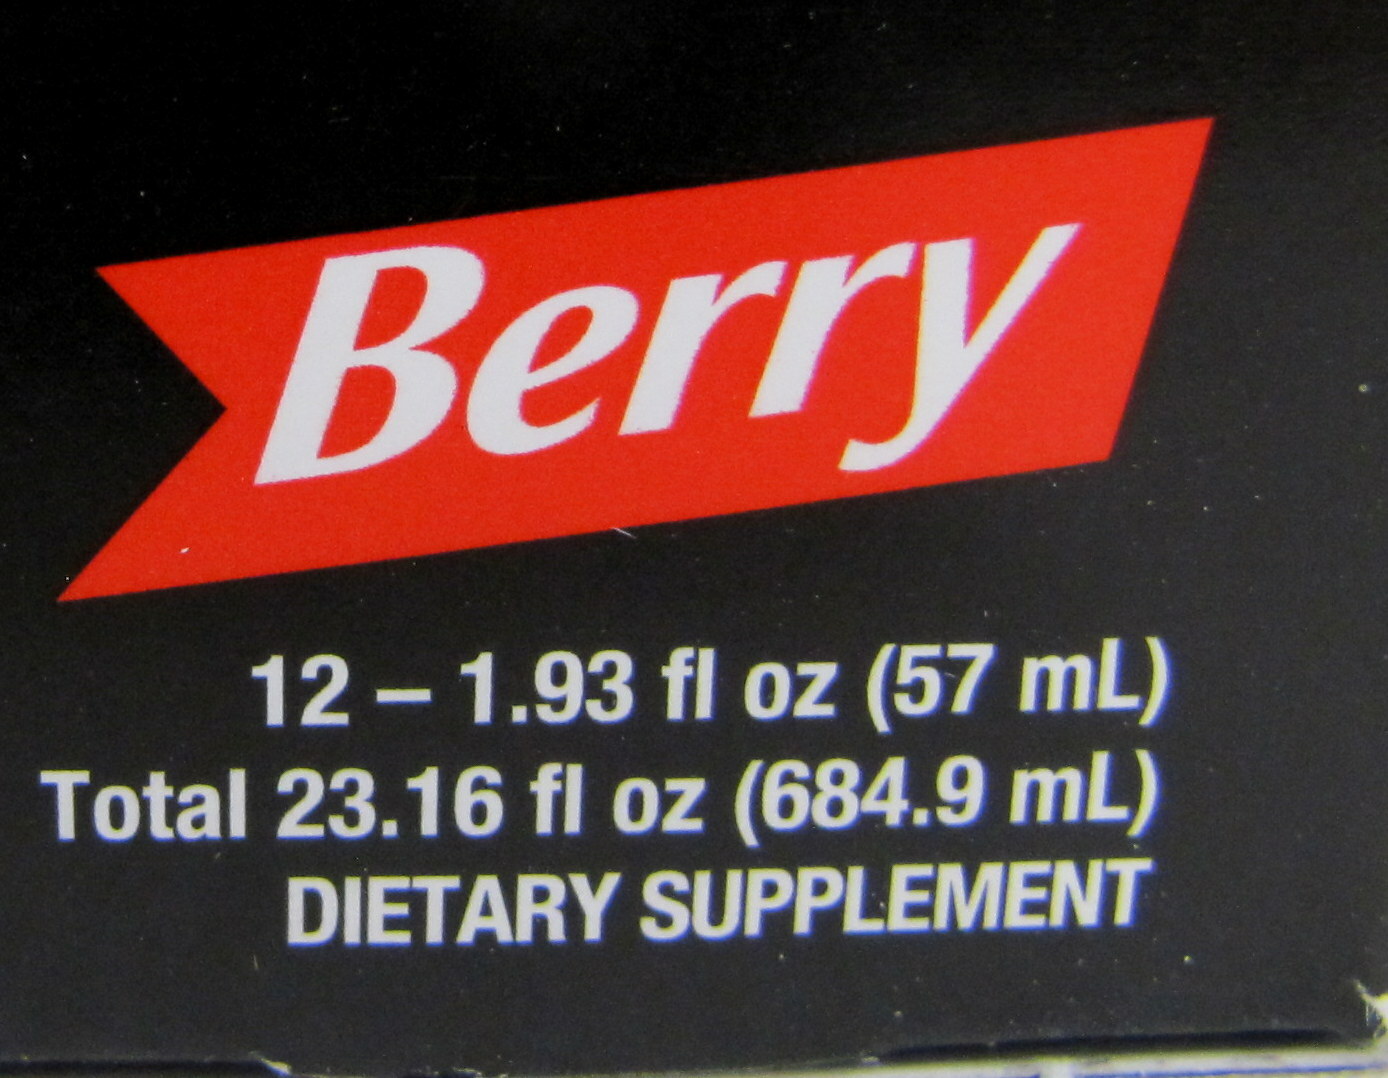 Berry
12 – 1.93 fl oz (57 mL)
Total 23.16 fl oz (684.9 mL)
DIETARY SUPPLEMENT